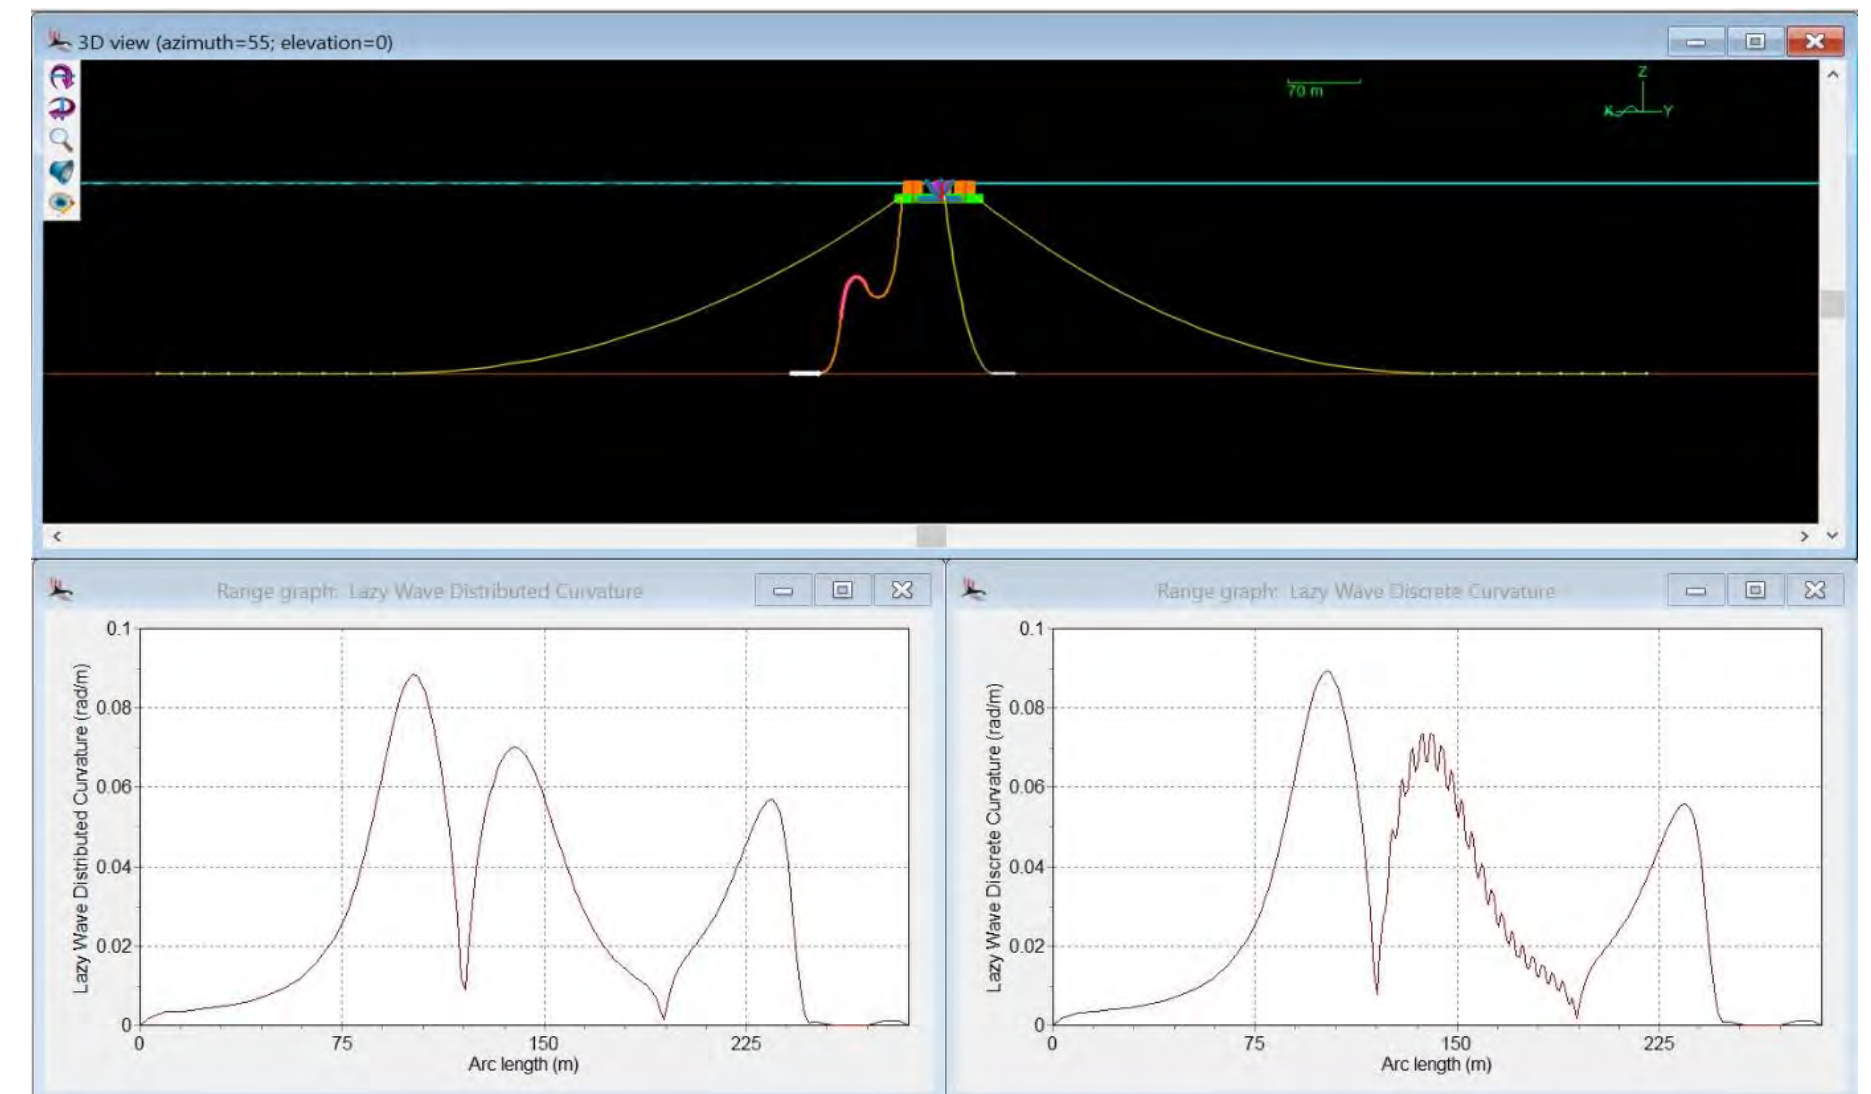 3D view (azimuth=55; elevation=0)
70 m
Z
X
Y
Range graph: Lazy Wave Distributed Curvature
Lazy Wave Distributed Curvature (rad/m)
0.1
0.08
0.06
0.04
0.02
0
0 75 150 225
Arc length (m)
Range graph: Lazy Wave Discrete Curvature
Lazy Wave Discrete Curvature (rad/m)
0.1
0.08
0.06
0.04
0.02
0
0 75 150 225
Arc length (m)